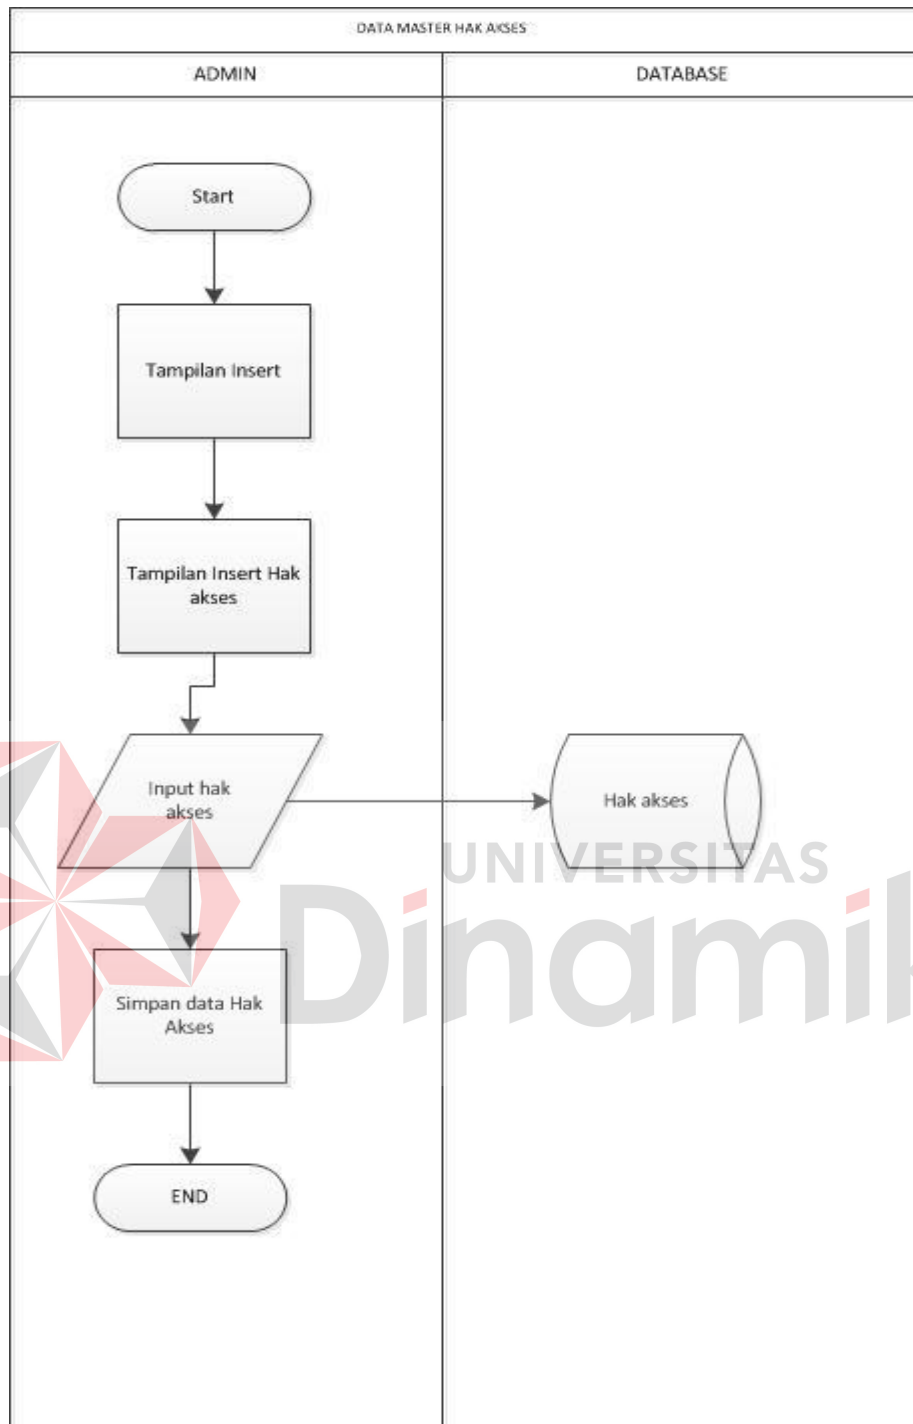 DATA MASTER HAK AKSES
ADMIN
DATABASE
Start
Tampilan Insert
Tampilan Insert Hak
akses
Input hak
akses
Hak akses
UNIVERSITAS
Dinamik
Simpan data Hak
Akses
END